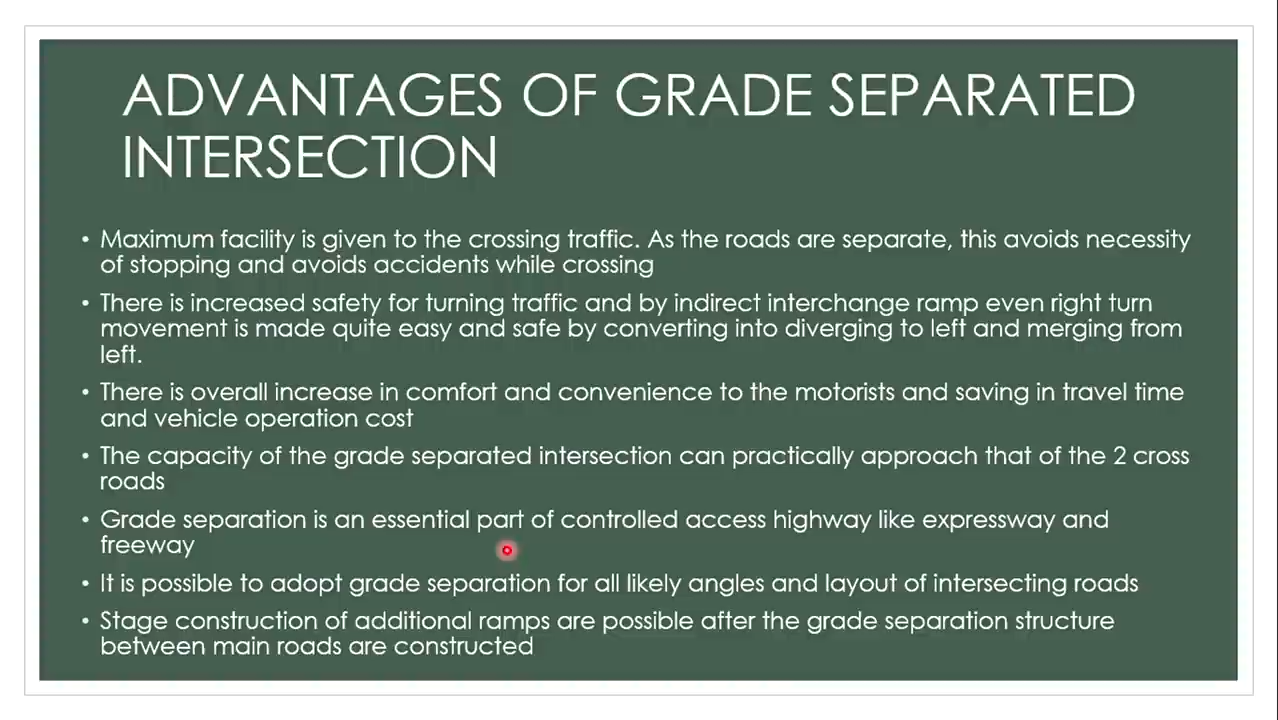 ADVANTAGES OF GRADE SEPARATED
INTERSECTION
• Maximum facility is given to the crossing traffic. As the roads are separate, this avoids necessity
of stopping and avoids accidents while crossing
• There is increased safety for turning traffic and by indirect interchange ramp even right turn
movement is made quite easy and safe by converting into diverging to left and merging from
left.
• There is overall increase in comfort and convenience to the motorists and saving in travel time
and vehicle operation cost
• The capacity of the grade separated intersection can practically approach that of the 2 cross
roads
• Grade separation is an essential part of controlled access highway like expressway and
freeway
• It is possible to adopt grade separation for all likely angles and layout of intersecting roads
• Stage construction of additional ramps are possible after the grade separation structure
between main roads are constructed